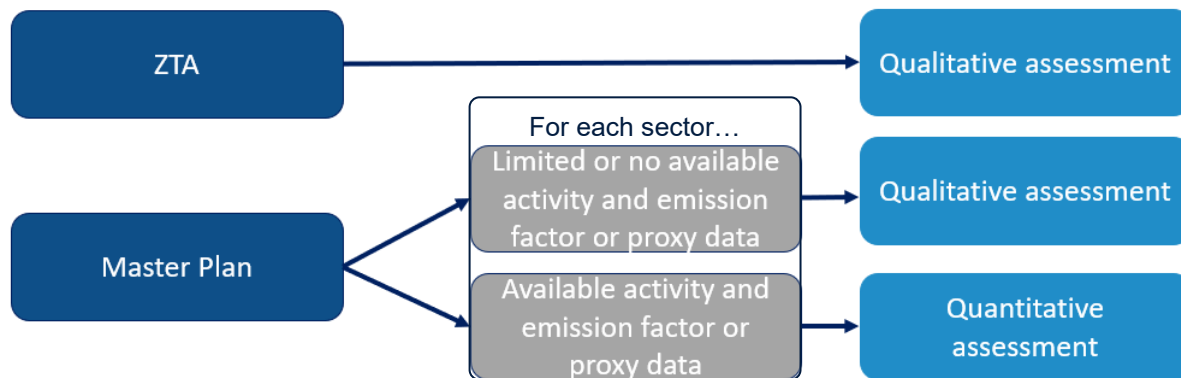 ZTA
Qualitative assessment
For each sector…
Limited or no available
activity and emission
factor or proxy data
Qualitative assessment
Master Plan
Available activity and
emission factor or
proxy data
Quantitative
assessment